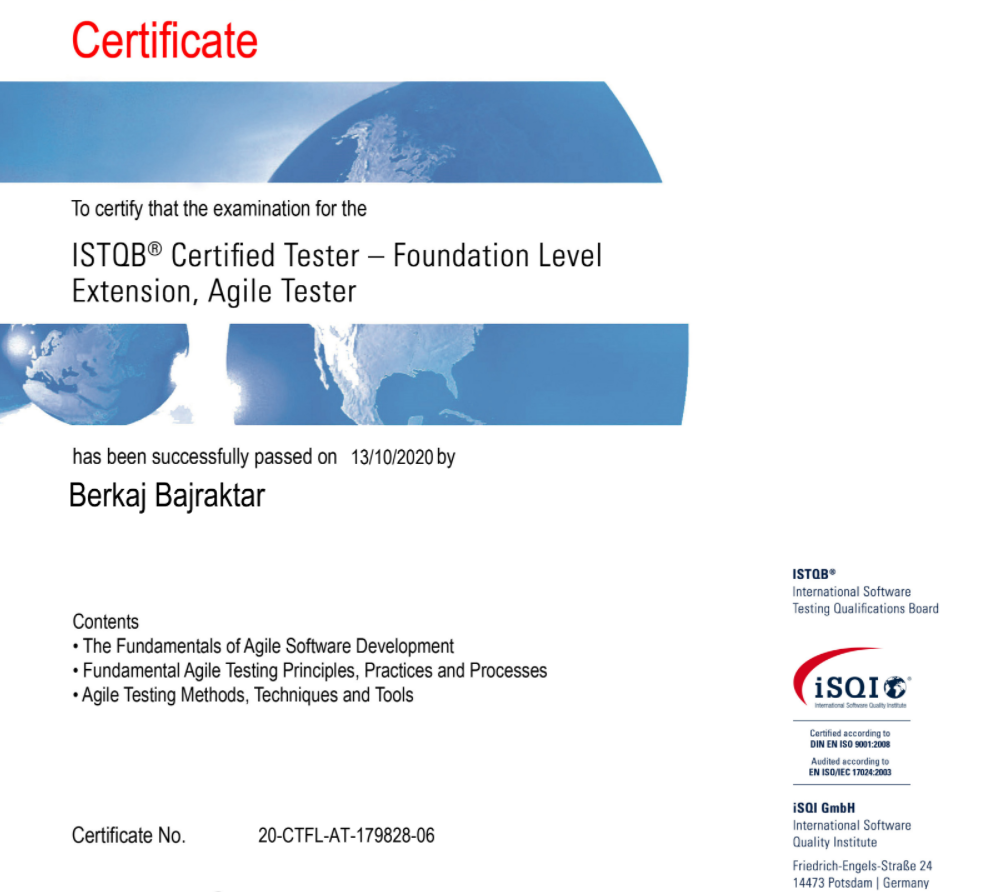 Certificate
To certify that the examination for the
ISTQB® Certified Tester – Foundation Level
Extension, Agile Tester
has been successfully passed on 13/10/2020 by
Berkaj Bajraktar
Contents
• The Fundamentals of Agile Software Development
• Fundamental Agile Testing Principles, Practices and Processes
• Agile Testing Methods, Techniques and Tools
Certificate No. 20-CTFL-AT-179828-06
ISTQB®
International Software
Testing Qualifications Board
iSQI®
International Software Quality Institute
Certified according to
DIN EN ISO 9001:2008
Audited according to
EN ISO/IEC 17024:2003
iSQI GmbH
International Software
Quality Institute
Friedrich-Engels-Straße 24
14473 Potsdam | Germany